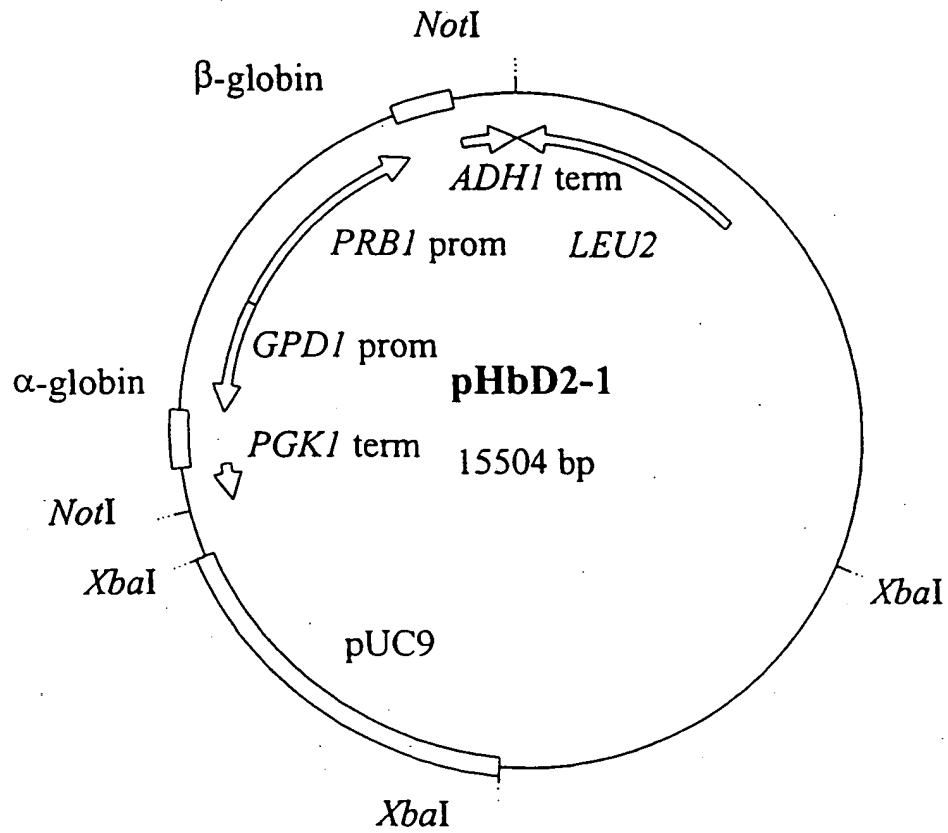 NotI
β-globin
ADH1 term
PRB1 prom
LEU2
GPD1 prom
α-globin
pHbD2-1
PGK1 term
15504 bp
NotI
XbaI
XbaI
pUC9
XbaI